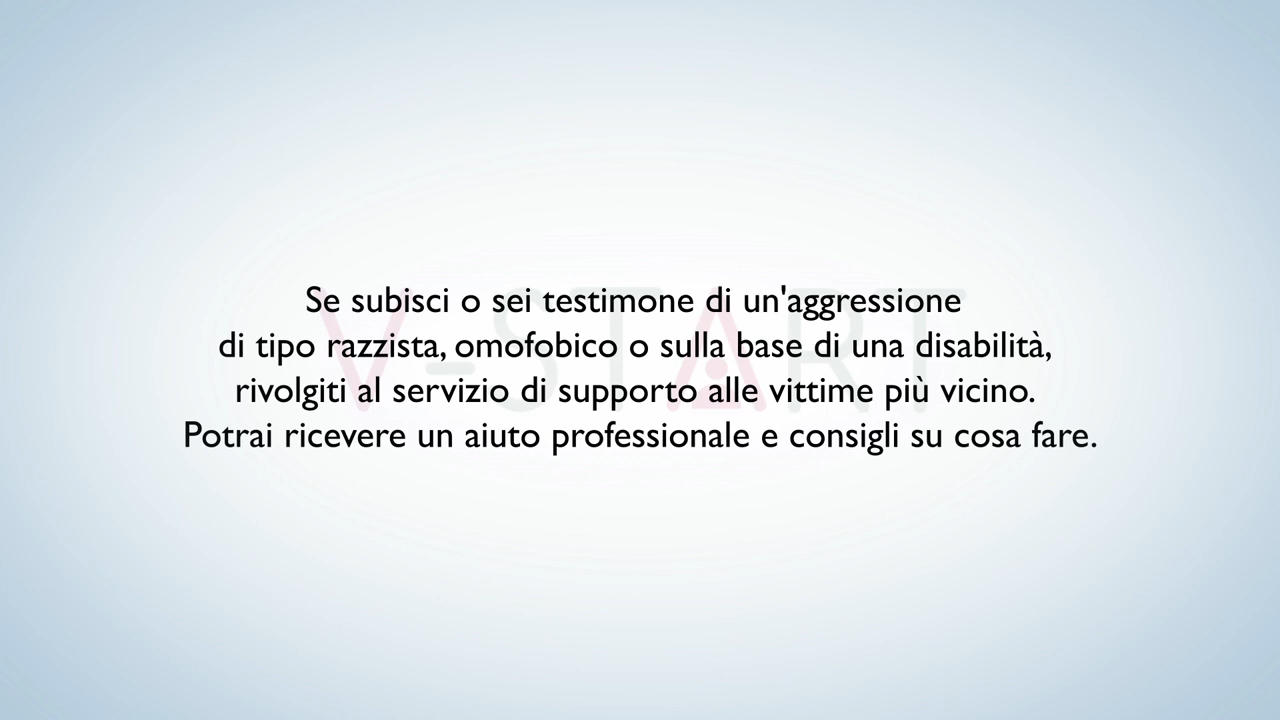 Se subisci o sei testimone di un'aggressione
di tipo razzista, omofobico o sulla base di una disabilità,
rivolgiti al servizio di supporto alle vittime più vicino.
Potrai ricevere un aiuto professionale e consigli su cosa fare.
V-START